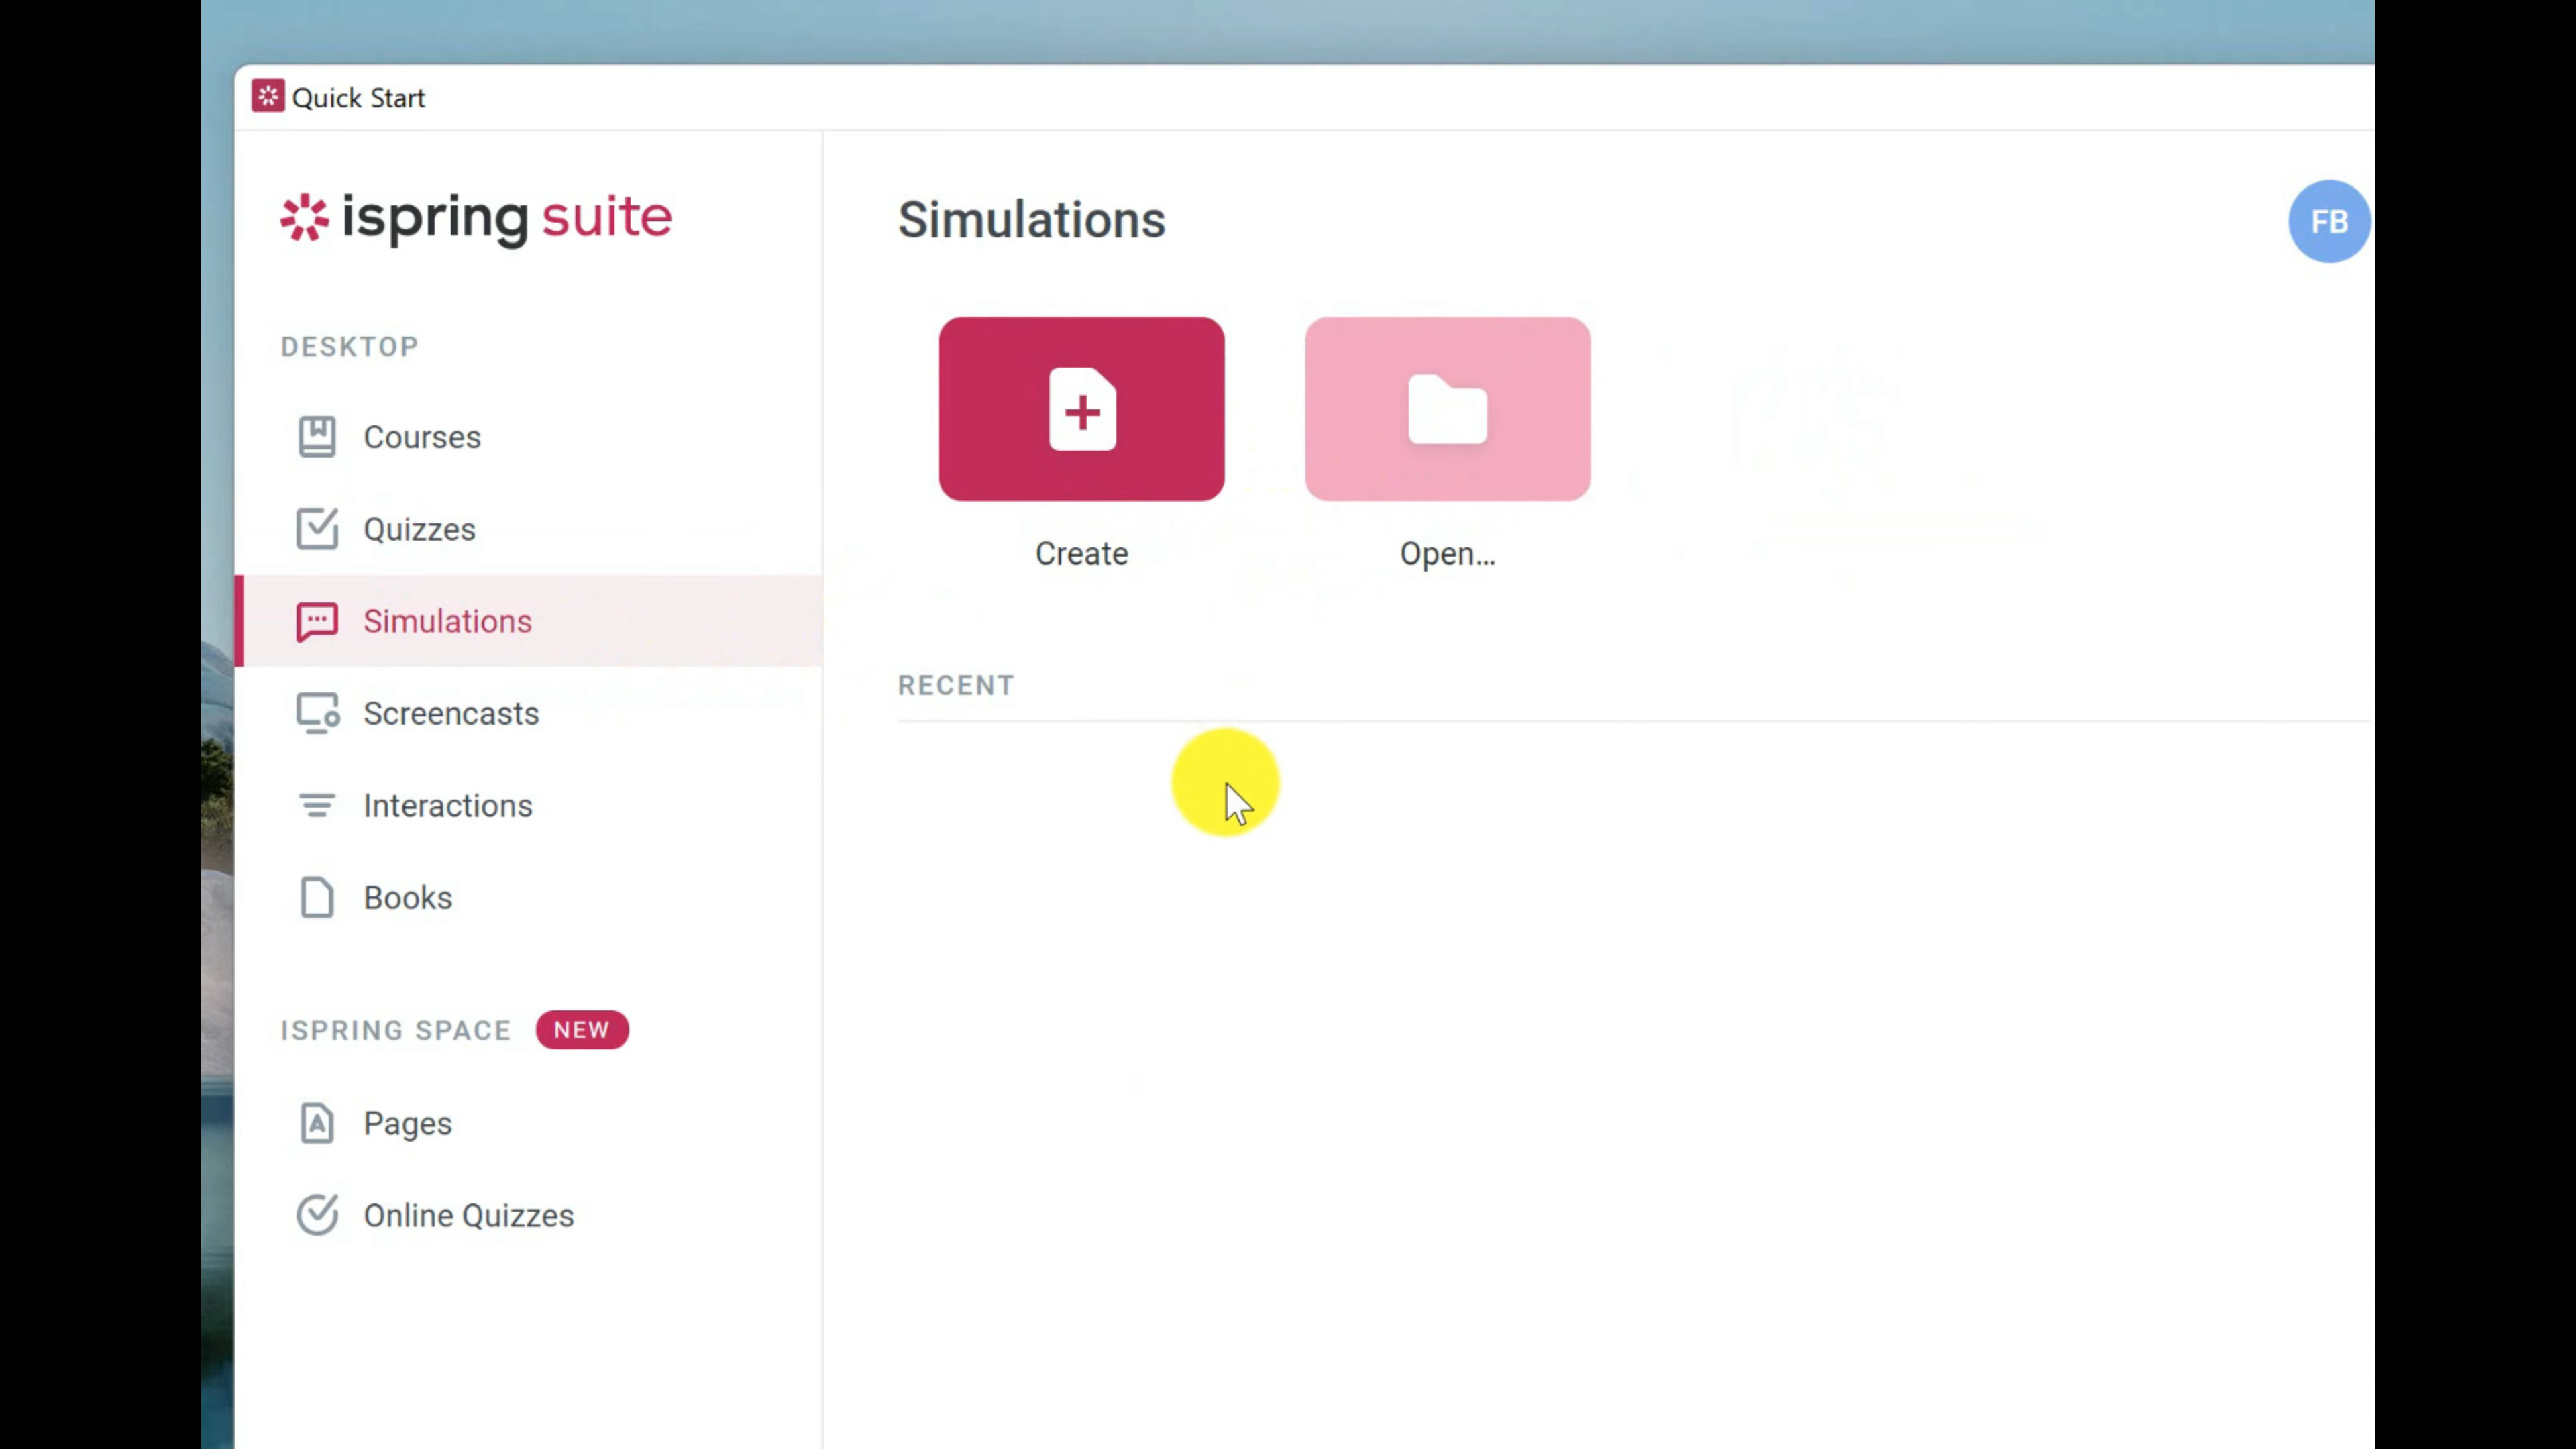 Quick Start
ispring suite
DESKTOP
Courses
Quizzes
Simulations
Screencasts
Interactions
Books
ISPRING SPACE NEW
Pages
Online Quizzes
Simulations
FB
Create
Open...
RECENT